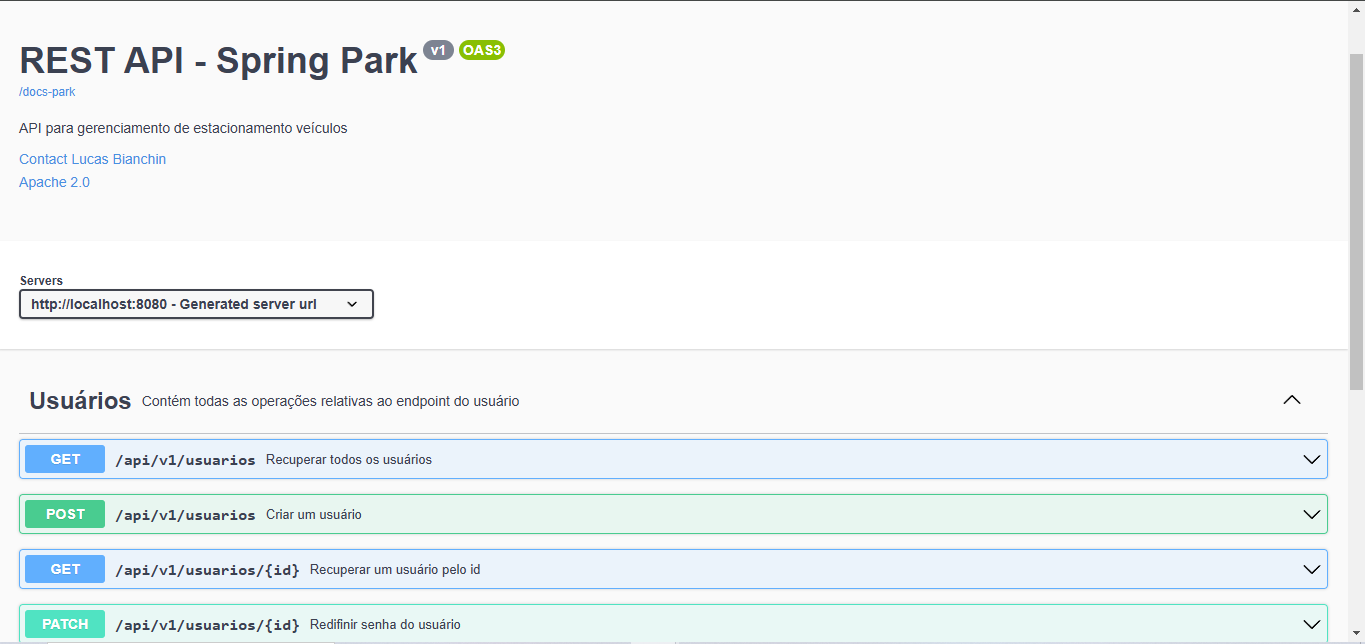 REST API - Spring Park v1 OAS3
/docs-park
API para gerenciamento de estacionamento veículos
Contact Lucas Bianchin
Apache 2.0
Servers
http://localhost:8080 - Generated server url
Usuários Contém todas as operações relativas ao endpoint do usuário
GET /api/v1/usuarios Recuperar todos os usuários
POST /api/v1/usuarios Criar um usuário
GET /api/v1/usuarios/{id} Recuperar um usuário pelo id
PATCH /api/v1/usuarios/{id} Redifinir senha do usuário